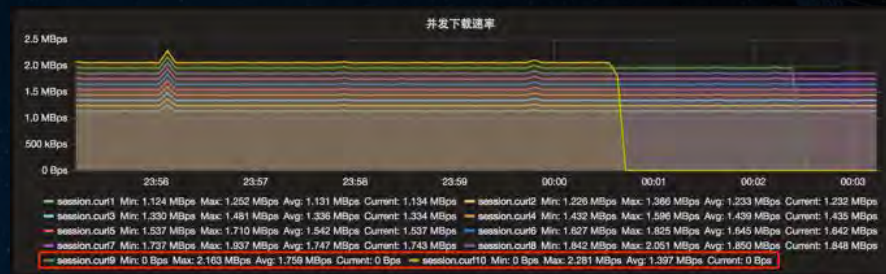 并发下载速率
2.5 MBps
2.0 MBps
1.5 MBps
1.0 MBps
500 kBps
0 Bps
23:56 23:57 23:58 23:59 00:00 00:01 00:02 00:03
session.curl1 Min: 1.124 MBps Max: 1.252 MBps Avg: 1.131 MBps Current: 1.134 MBps session.curl2 Min: 1.226 MBps Max: 1.366 MBps Avg: 1.233 MBps Current: 1.232 MBps
session.curl3 Min: 1.330 MBps Max: 1.481 MBps Avg: 1.336 MBps Current: 1.334 MBps session.curl4 Min: 1.432 MBps Max: 1.596 MBps Avg: 1.439 MBps Current: 1.435 MBps
session.curl5 Min: 1.537 MBps Max: 1.710 MBps Avg: 1.542 MBps Current: 1.537 MBps session.curl6 Min: 1.627 MBps Max: 1.825 MBps Avg: 1.645 MBps Current: 1.642 MBps
session.curl7 Min: 1.737 MBps Max: 1.937 MBps Avg: 1.747 MBps Current: 1.743 MBps session.curl8 Min: 1.842 MBps Max: 2.051 MBps Avg: 1.850 MBps Current: 1.848 MBps
session.curl9 Min: 0 Bps Max: 2.163 MBps Avg: 1.759 MBps Current: 0 Bps session.curl10 Min: 0 Bps Max: 2.281 MBps Avg: 1.397 MBps Current: 0 Bps